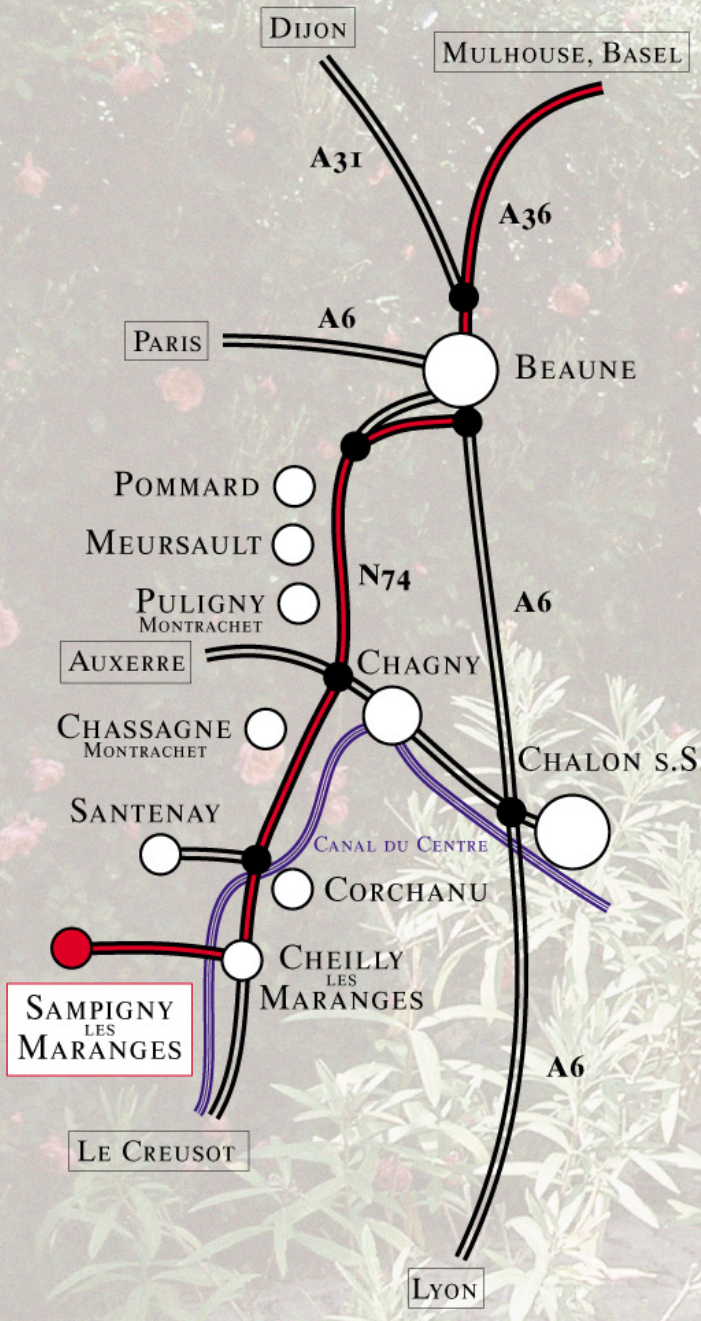 Dijon
Mulhouse, Basel
A31
A36
A6
Paris
Beaune
Pommard
Meursault
N74
Puligny
Montrachet
A6
Auxerre
Chagny
Chassagne
Montrachet
Chalon s.S
Santenay
Canal du Centre
Corchanu
Cheilly
les
Maranges
Sampigny
les
Maranges
A6
Le Creusot
Lyon